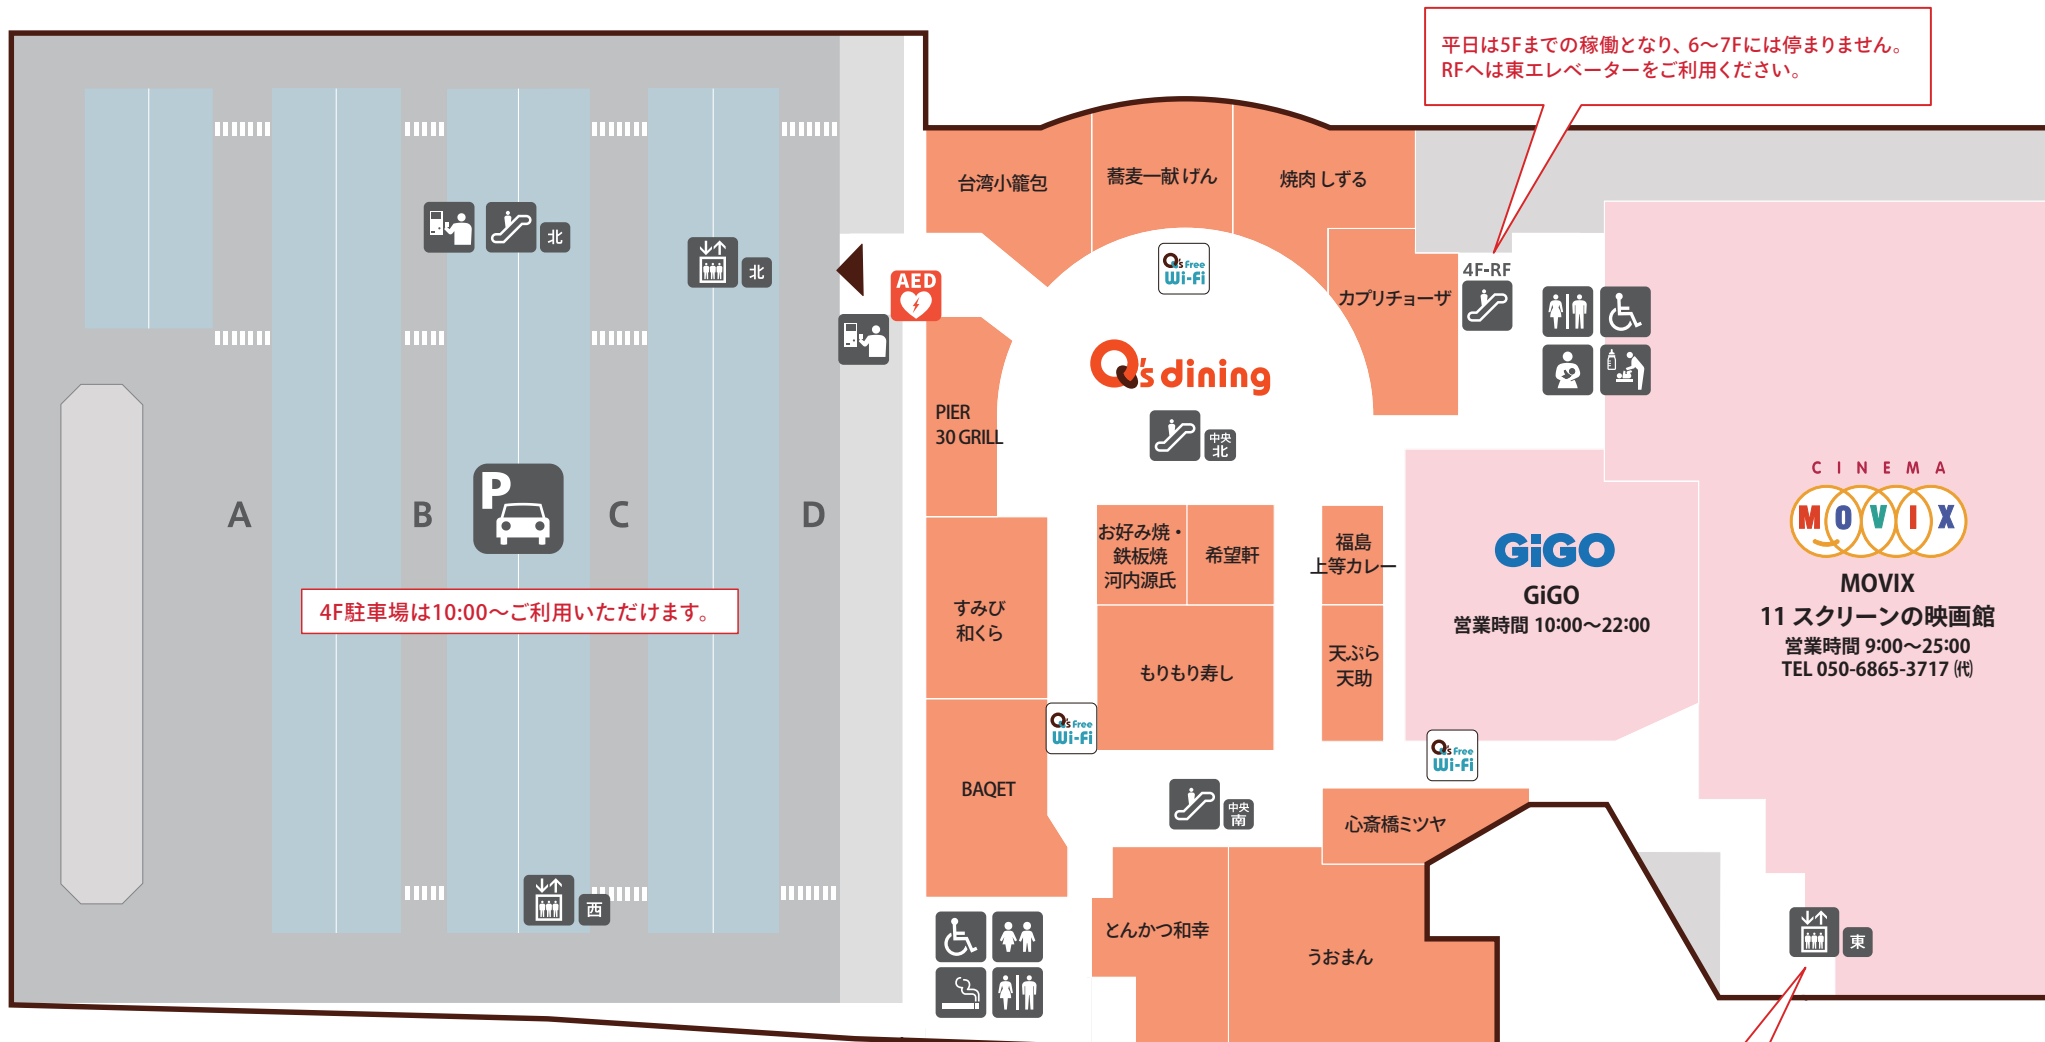 平日は5Fまでの稼働となり、6～7Fには停まりません。
RFへは東エレベーターをご利用ください。
台湾小籠包
蕎麦一献 げん
焼肉 しずる
カプリチョーザ
4F-RF
北
北
AED
Q's Free
Wi-Fi
Q's dining
中央
北
PIER
30 GRILL
A
B
P
C
D
4F駐車場は10:00～ご利用いただけます。
お好み焼・
鉄板焼
河内源氏
希望軒
福島
上等カレー
GiGO
GiGO
営業時間 10:00～22:00
CINEMA
MOVIX
MOVIX
11 スクリーンの映画館
営業時間 9:00～25:00
TEL 050-6865-3717 ㈹
すみび
和くら
もりもり寿し
天ぷら
天助
Q's Free
Wi-Fi
Q's Free
Wi-Fi
BAQET
中央
南
心斎橋ミツヤ
西
とんかつ和幸
うおまん
東